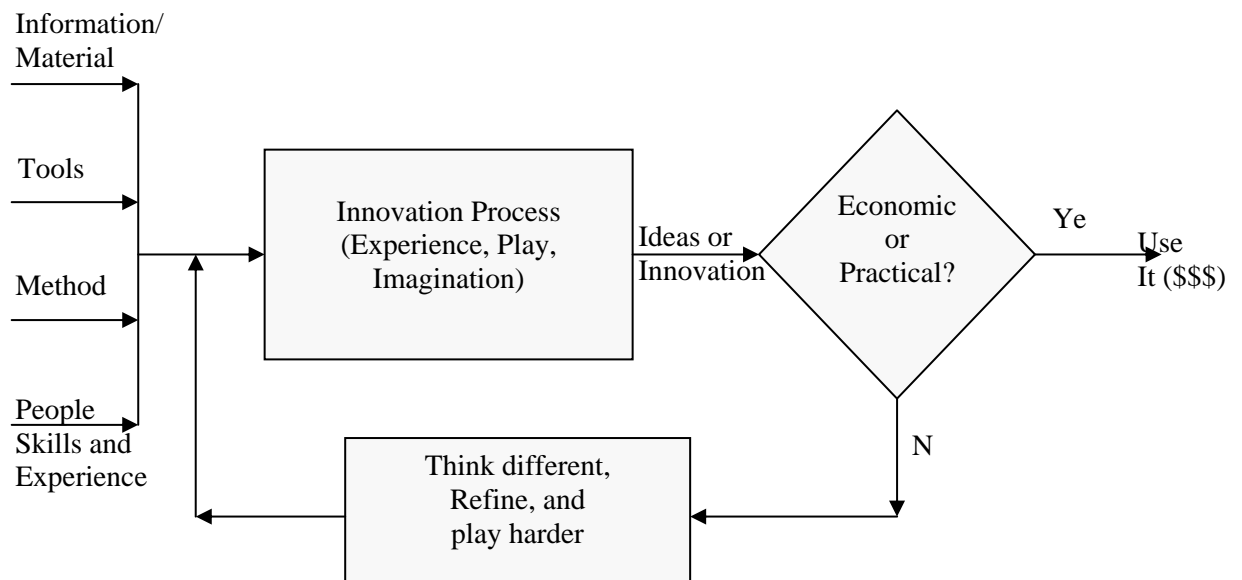 Information/
Material
Tools
Method
People
Skills and
Experience
Innovation Process
(Experience, Play,
Imagination)
Ideas or
Innovation
Economic
or
Practical?
Ye
Use
It ($$$)
N
Think different,
Refine, and
play harder